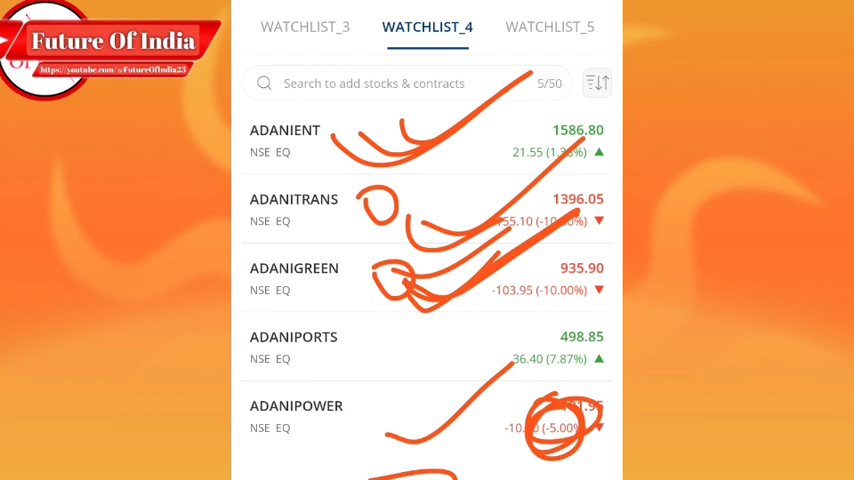 Future Of India
https://youtube.com/@FutureOfIndia23
WATCHLIST_3 WATCHLIST_4 WATCHLIST_5
Search to add stocks & contracts 5/50
ADANIENT 1586.80
NSE EQ 21.55
ADANITRANS 1396.05
NSE EQ
ADANIGREEN 935.90
NSE EQ -103.95 (-10.00%)
ADANIPORTS 498.85
NSE EQ 36.40 (7.87%)
ADANIPOWER
NSE EQ (-5.00%)